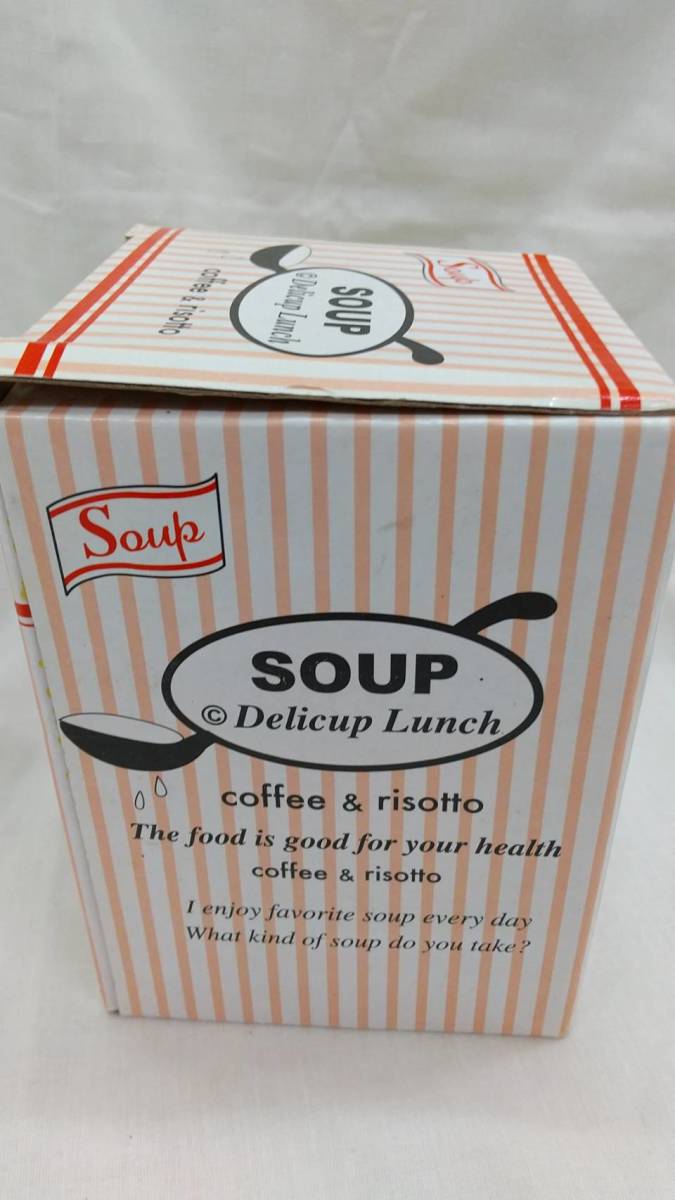 Soup
SOUP
© Delicup Lunch
coffee & risotto
Soup
SOUP
© Delicup Lunch
coffee & risotto
The food is good for your health
coffee & risotto
I enjoy favorite soup every day
What kind of soup do you take?